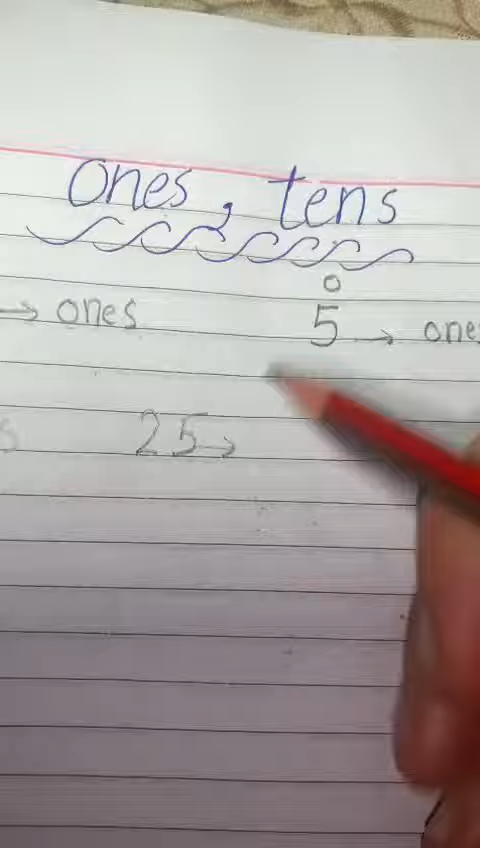 ones, tens
o
→ ones 5 → ones
s 25→